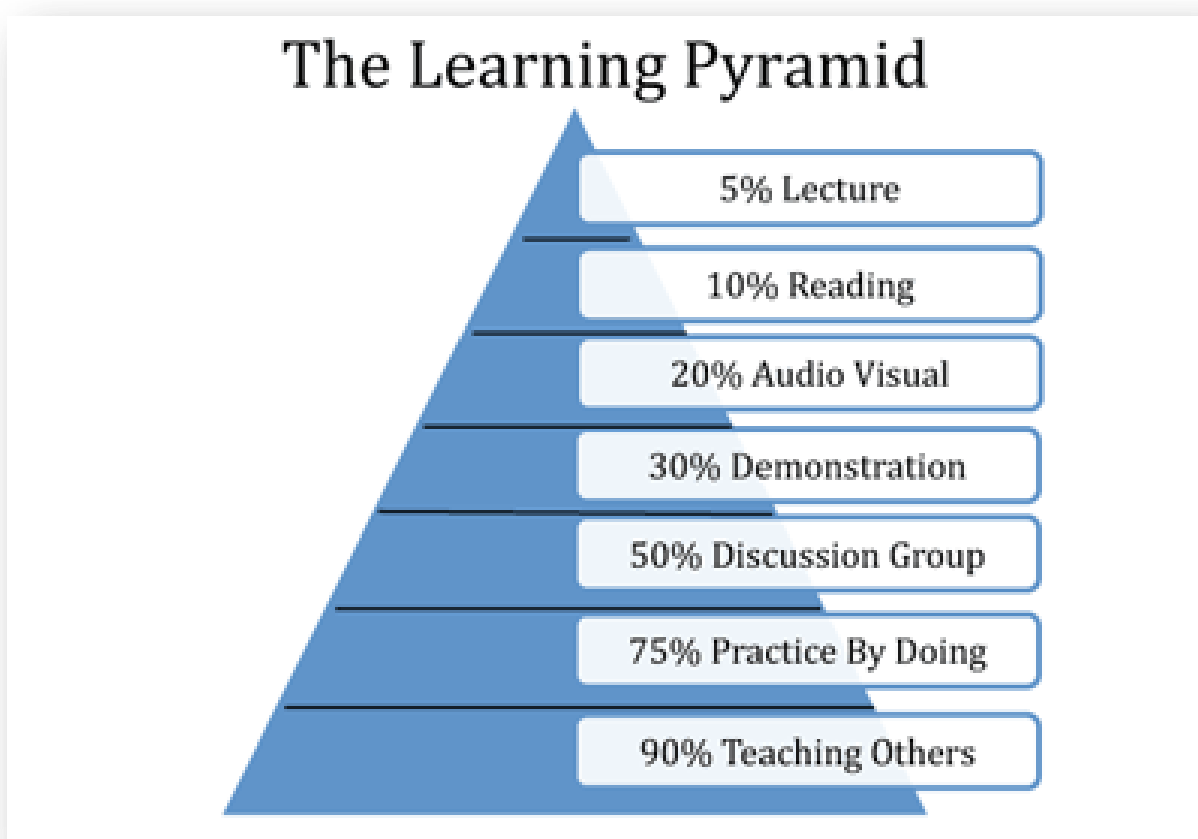 The Learning Pyramid
5% Lecture
10% Reading
20% Audio Visual
30% Demonstration
50% Discussion Group
75% Practice By Doing
90% Teaching Others